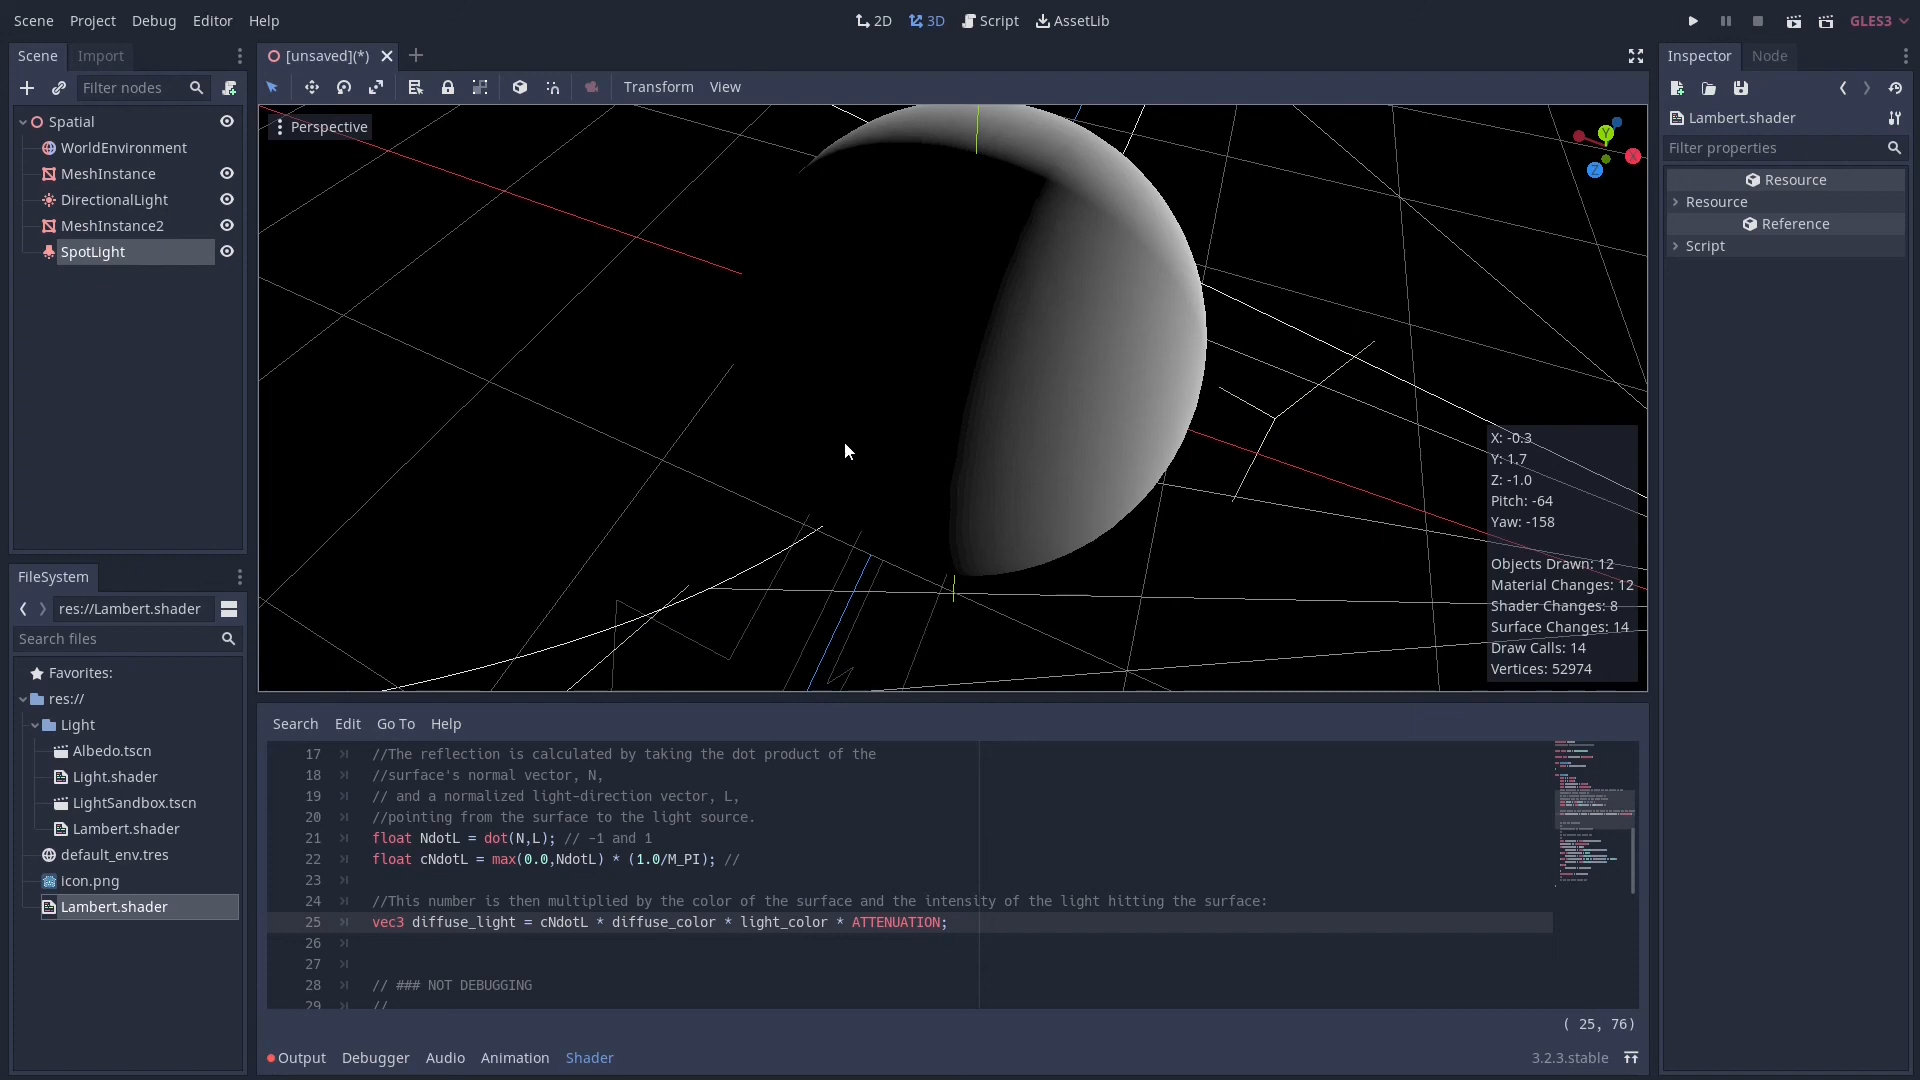 Scene Project Debug Editor Help
2D 3D Script AssetLib
GLES3
Scene Import
[unsaved](*)
Inspector Node
Filter nodes
Transform View
Spatial
WorldEnvironment
MeshInstance
DirectionalLight
MeshInstance2
SpotLight
Perspective
Y
X
Z
Lambert.shader
Filter properties
Resource
Resource
Reference
Script
X: -0.3
Y: 1.7
Z: -1.0
Pitch: -64
Yaw: -158
Objects Drawn: 12
Material Changes: 12
Shader Changes: 8
Surface Changes: 14
Draw Calls: 14
Vertices: 52974
FileSystem
res://Lambert.shader
Search files
Favorites:
res://
Light
Albedo.tscn
Light.shader
LightSandbox.tscn
Lambert.shader
default_env.tres
icon.png
Lambert.shader
Search Edit Go To Help
17 //The reflection is calculated by taking the dot product of the
18 //surface's normal vector, N,
19 // and a normalized light-direction vector, L,
20 //pointing from the surface to the light source.
21 float NdotL = dot(N,L); // -1 and 1
22 float cNdotL = max(0.0,NdotL) * (1.0/M_PI); //
23
24 //This number is then multiplied by the color of the surface and the intensity of the light hitting the surface:
25 vec3 diffuse_light = cNdotL * diffuse_color * light_color * ATTENUATION;
26
27
28 // ### NOT DEBUGGING
29 //
( 25, 76)
Output Debugger Audio Animation Shader
3.2.3.stable